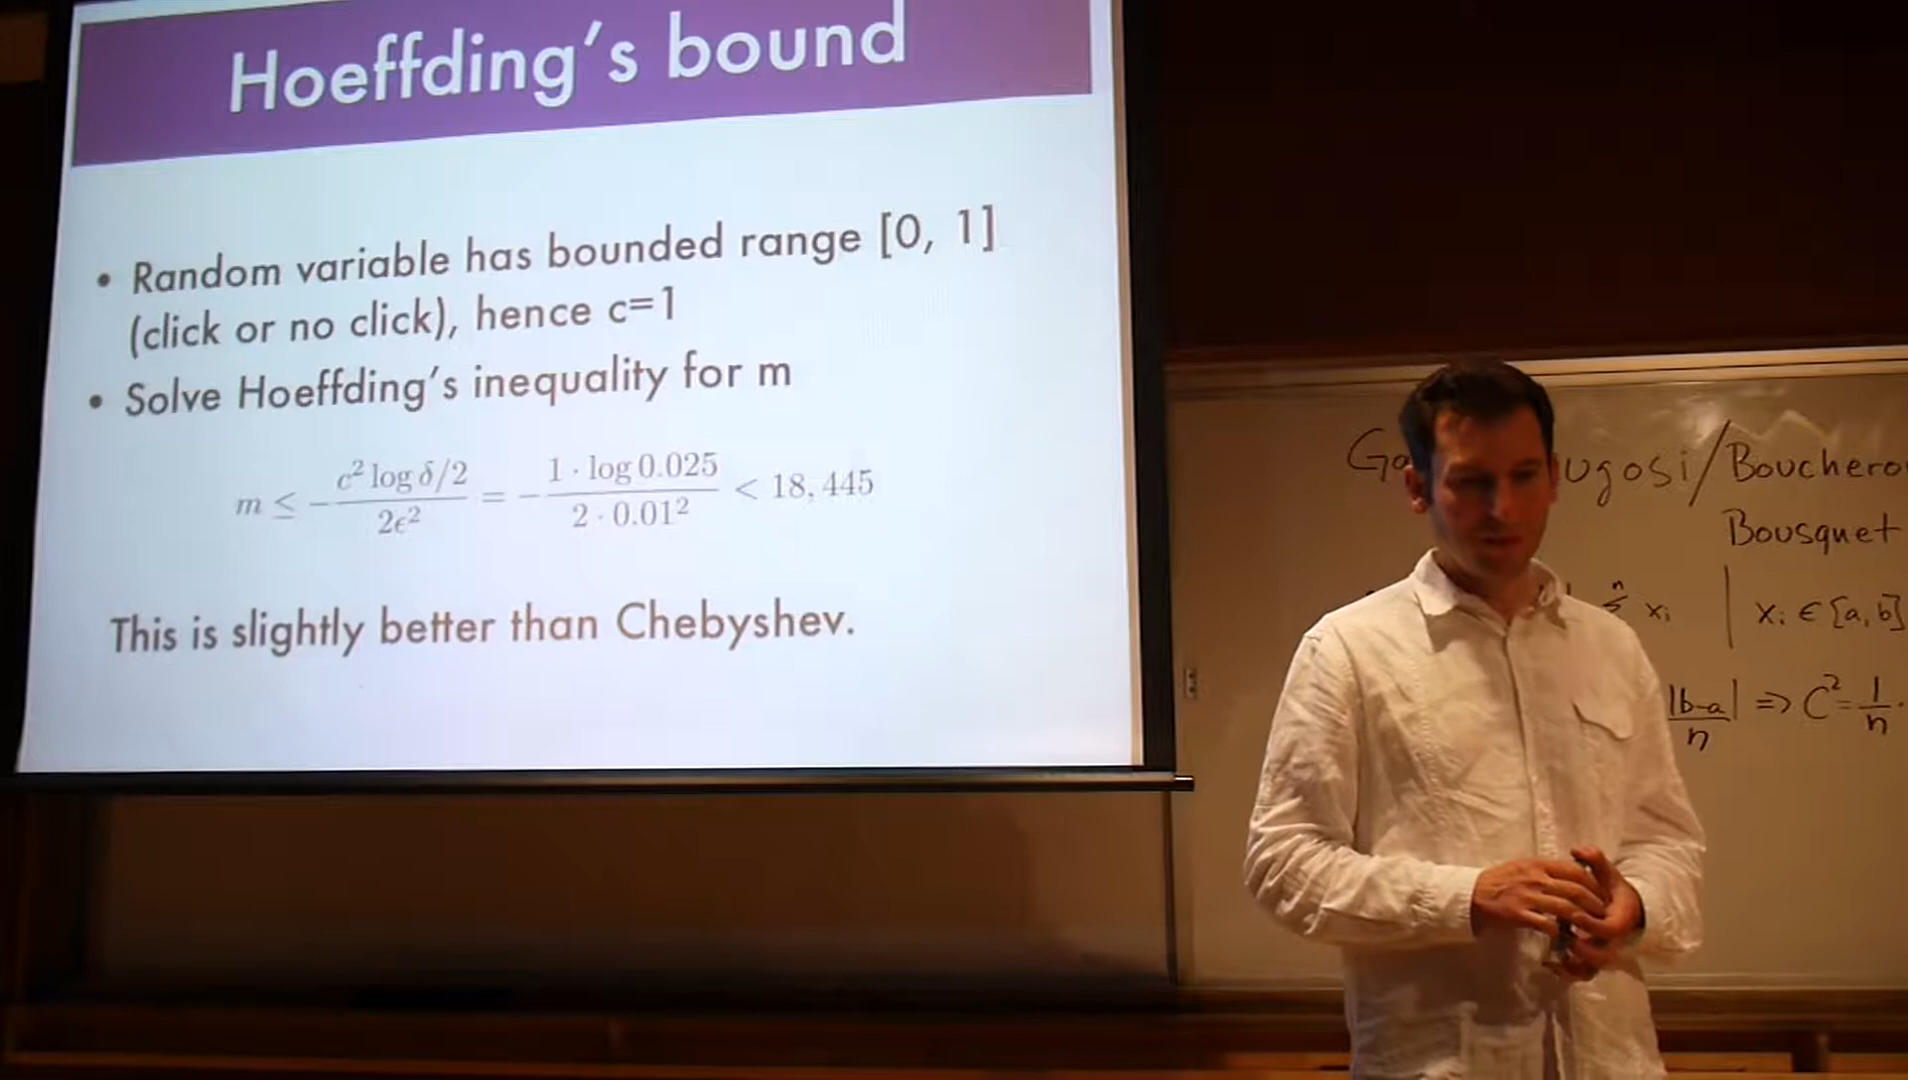 Hoeffding's bound
• Random variable has bounded range [0, 1]
(click or no click), hence c=1
• Solve Hoeffding's inequality for m
m ≤ − c² log δ/2 / 2ϵ² = − 1 · log 0.025 / 2 · 0.01² < 18,445
This is slightly better than Chebyshev.
ugosi/Bouchero
Bousquet
n
xᵢ | xᵢ ∈ [a, b]
|b-a| / n => C² = 1/n ·